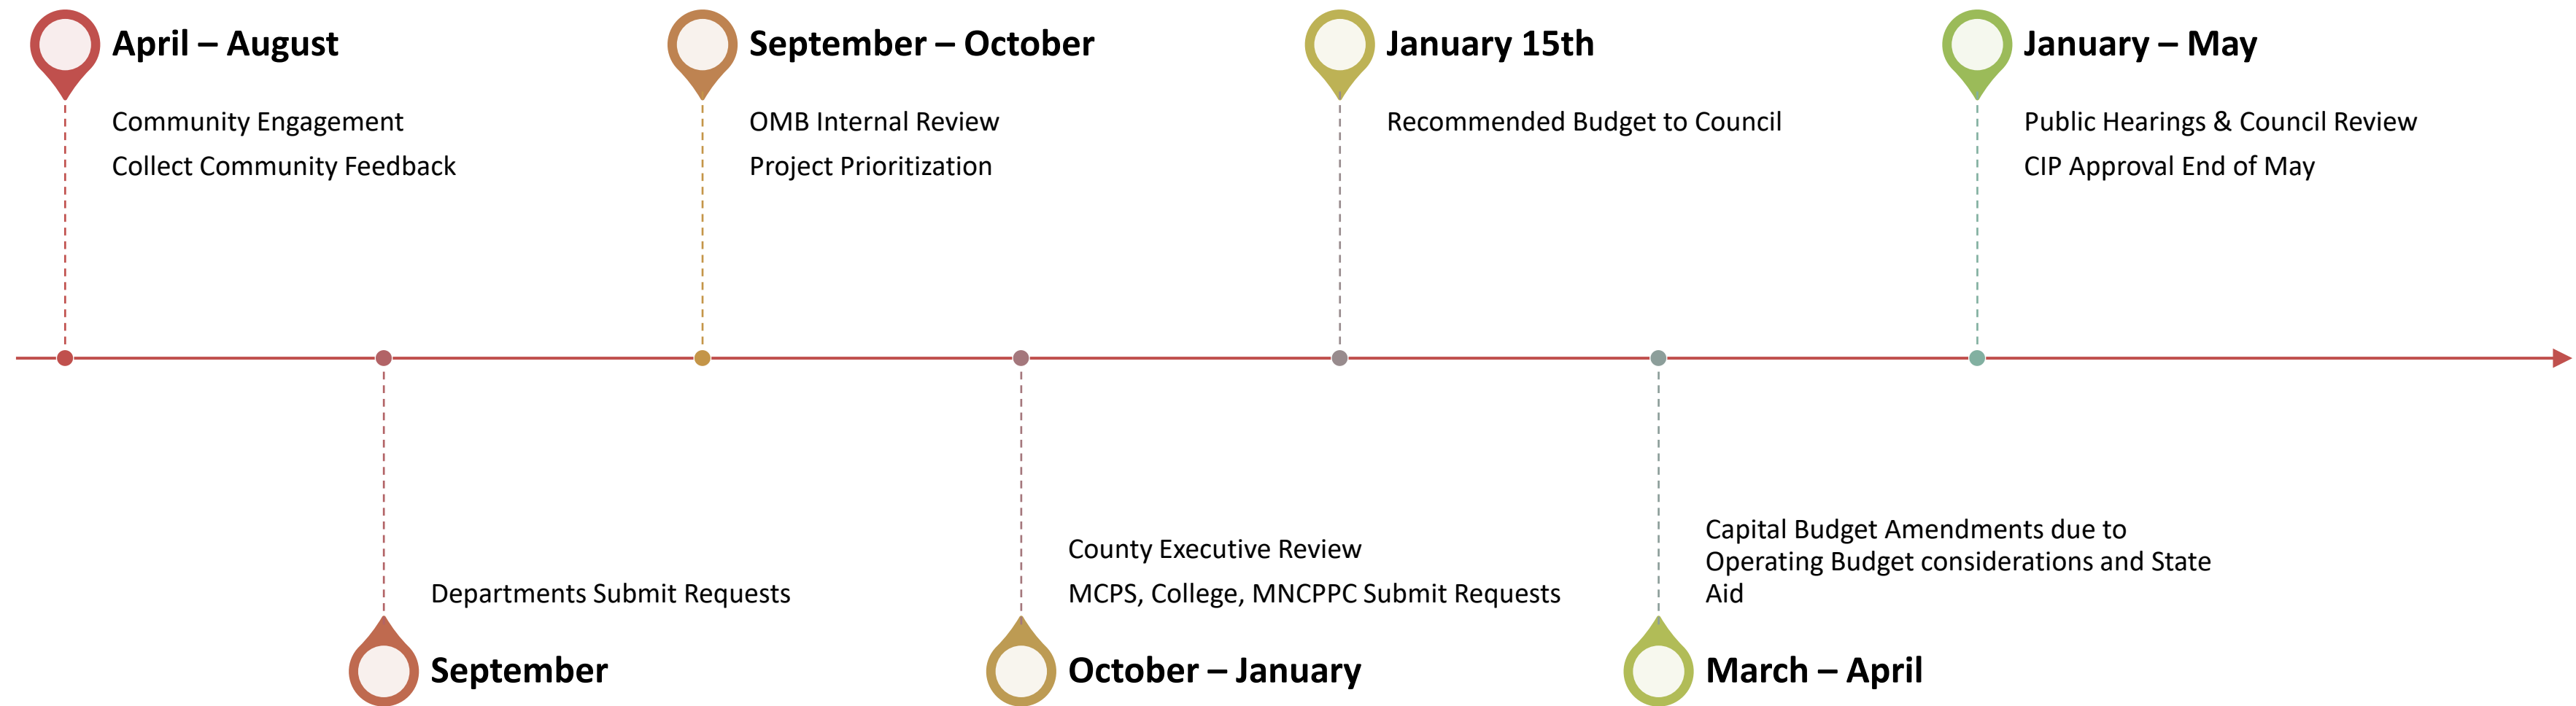 April – August
Community Engagement
Collect Community Feedback
Departments Submit Requests
September
September – October
OMB Internal Review
Project Prioritization
County Executive Review
MCPS, College, MNCPPC Submit Requests
October – January
January 15th
Recommended Budget to Council
Capital Budget Amendments due to
Operating Budget considerations and State
Aid
March – April
January – May
Public Hearings & Council Review
CIP Approval End of May